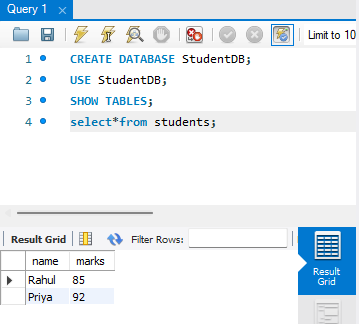 Query 1
Limit to 10
1 CREATE DATABASE StudentDB;
2 USE StudentDB;
3 SHOW TABLES;
4 select*from students;
Result Grid Filter Rows:
name marks
Rahul 85
Priya 92
Result
Grid